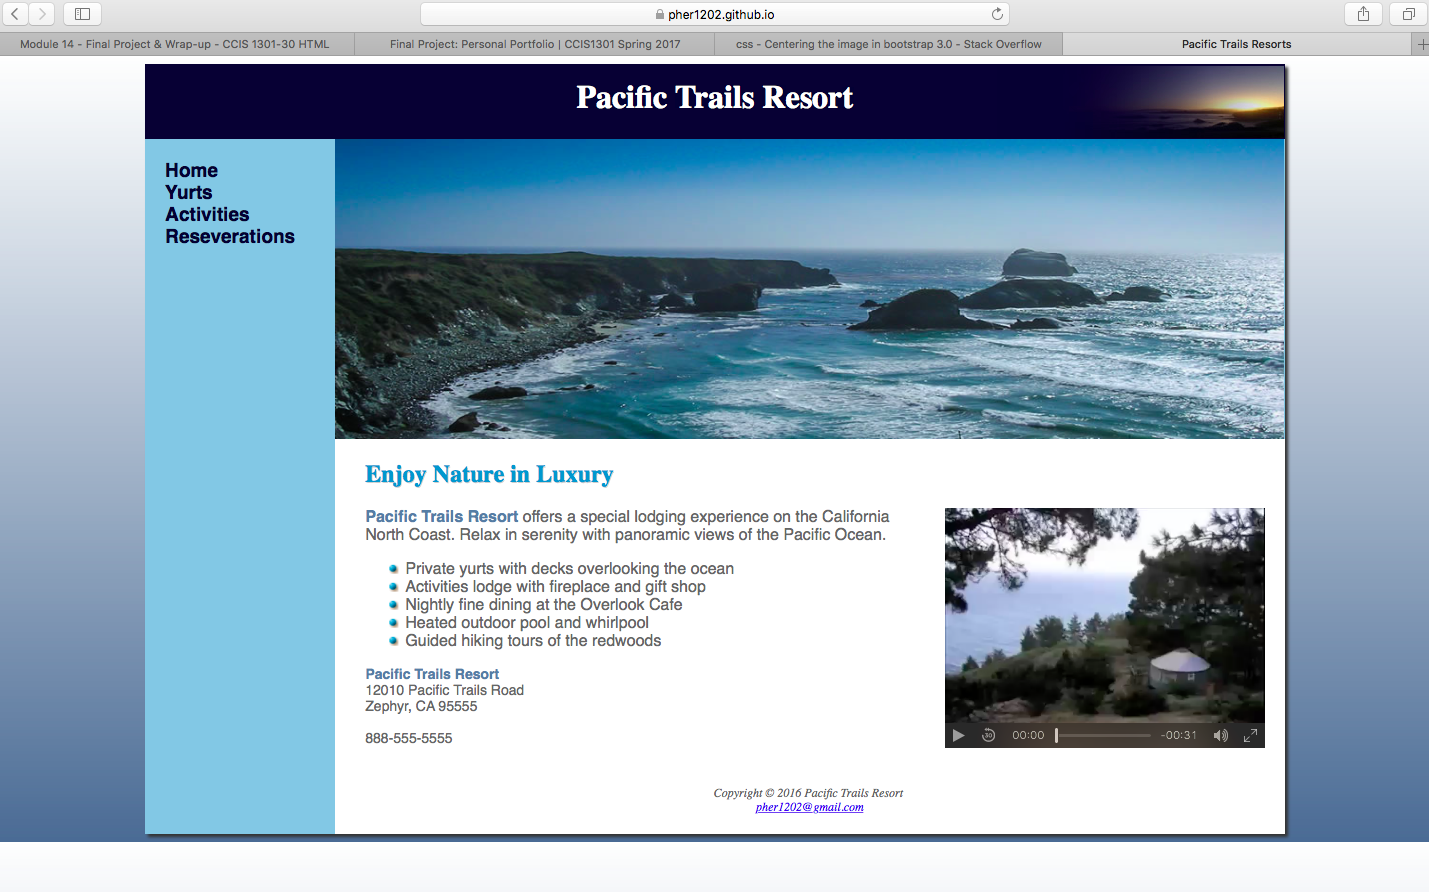 pher1202.github.io
Module 14 - Final Project & Wrap-up - CCIS 1301-30 HTML
Final Project: Personal Portfolio | CCIS1301 Spring 2017
css - Centering the image in bootstrap 3.0 - Stack Overflow
Pacific Trails Resorts
Pacific Trails Resort
Home
Yurts
Activities
Reseverations
Enjoy Nature in Luxury
Pacific Trails Resort offers a special lodging experience on the California
North Coast. Relax in serenity with panoramic views of the Pacific Ocean.
Private yurts with decks overlooking the ocean
Activities lodge with fireplace and gift shop
Nightly fine dining at the Overlook Cafe
Heated outdoor pool and whirlpool
Guided hiking tours of the redwoods
Pacific Trails Resort
12010 Pacific Trails Road
Zephyr, CA 95555
888-555-5555
30 00:00 -00:31
Copyright © 2016 Pacific Trails Resort
pher1202@gmail.com